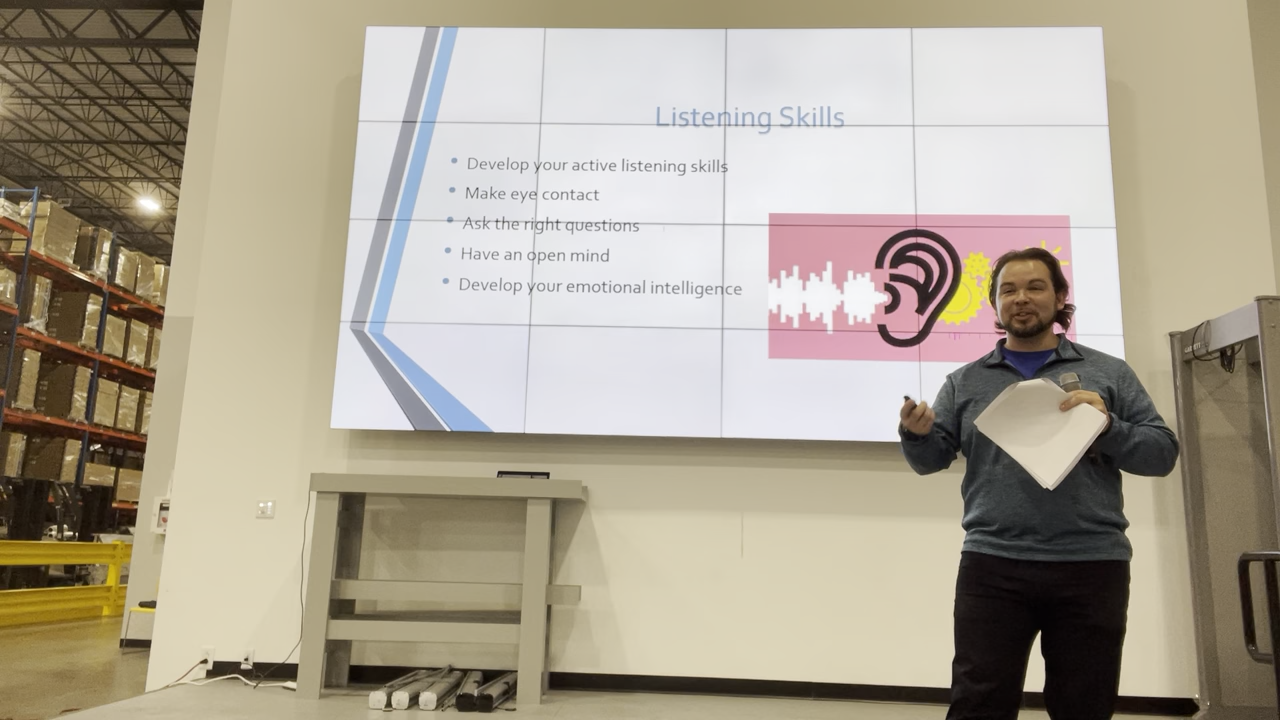 Listening Skills
Develop your active listening skills
Make eye contact
Ask the right questions
Have an open mind
Develop your emotional intelligence